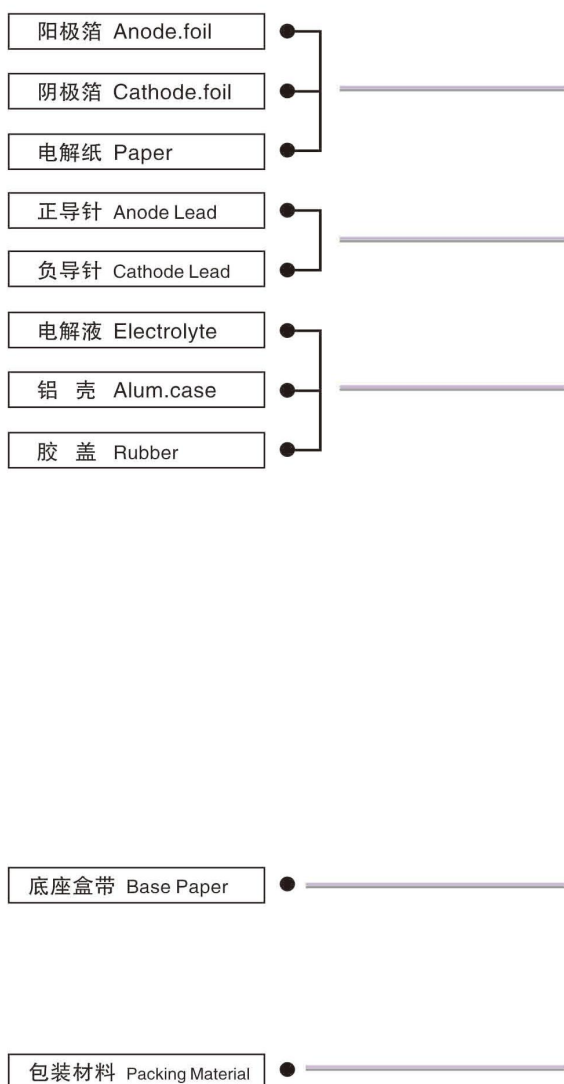 阳极箔 Anode.foil
阴极箔 Cathode.foil
电解纸 Paper
正导针 Anode Lead
负导针 Cathode Lead
电解液 Electrolyte
铝 壳 Alum.case
胶 盖 Rubber
底座盒带 Base Paper
包装材料 Packing Material